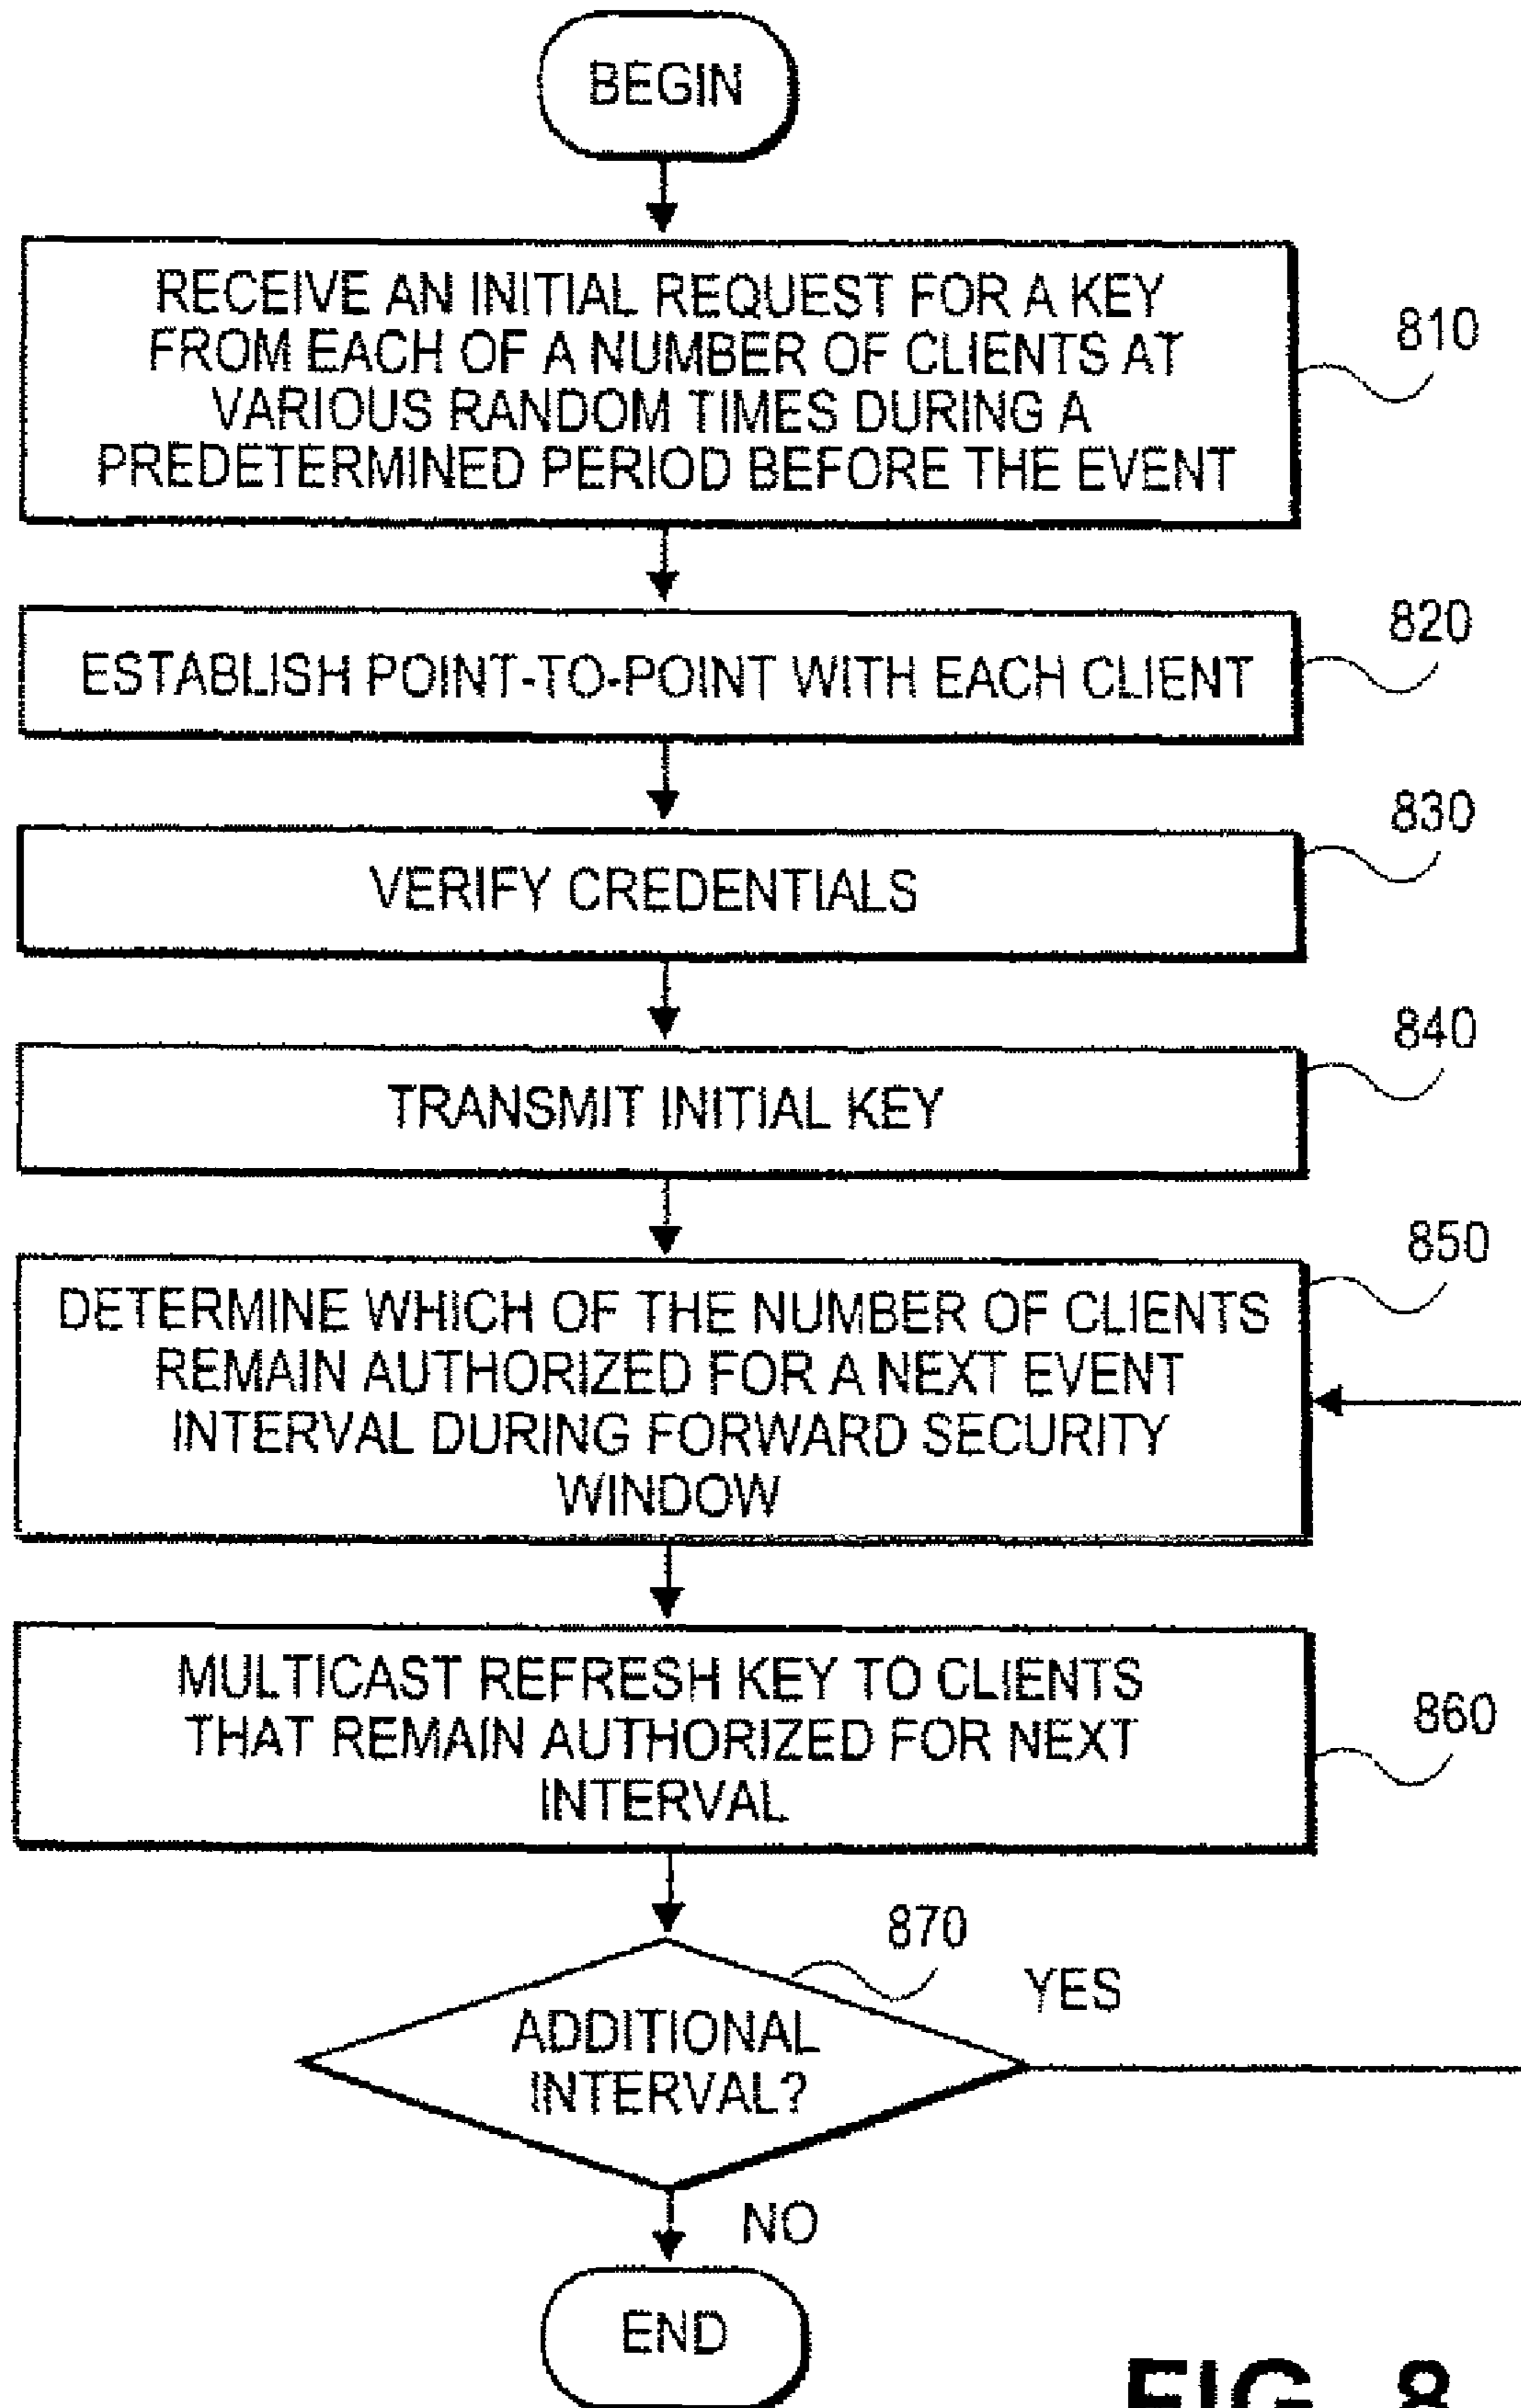 BEGIN
RECEIVE AN INITIAL REQUEST FOR A KEY
FROM EACH OF A NUMBER OF CLIENTS AT
VARIOUS RANDOM TIMES DURING A
PREDETERMINED PERIOD BEFORE THE EVENT
810
ESTABLISH POINT-TO-POINT WITH EACH CLIENT
820
VERIFY CREDENTIALS
830
TRANSMIT INITIAL KEY
840
DETERMINE WHICH OF THE NUMBER OF CLIENTS
REMAIN AUTHORIZED FOR A NEXT EVENT
INTERVAL DURING FORWARD SECURITY
WINDOW
850
MULTICAST REFRESH KEY TO CLIENTS
THAT REMAIN AUTHORIZED FOR NEXT
INTERVAL
860
870
YES
ADDITIONAL
INTERVAL?
NO
END
FIG. 8